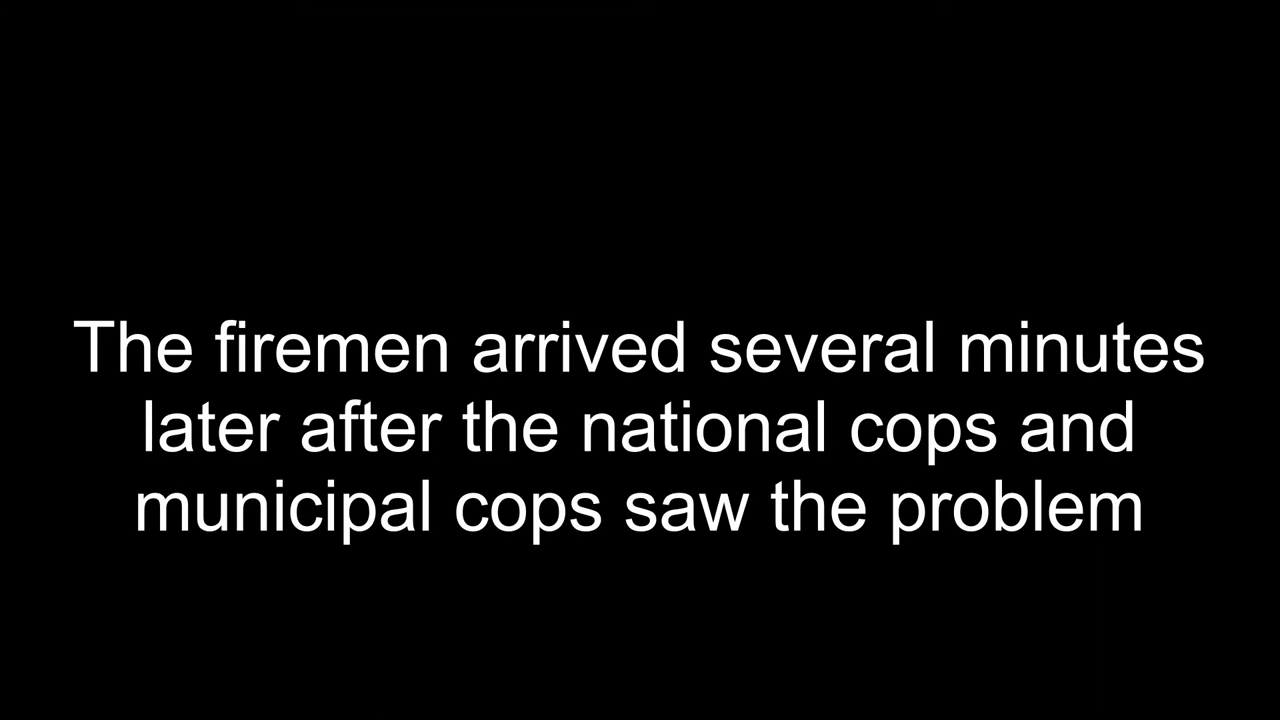 The firemen arrived several minutes
later after the national cops and
municipal cops saw the problem